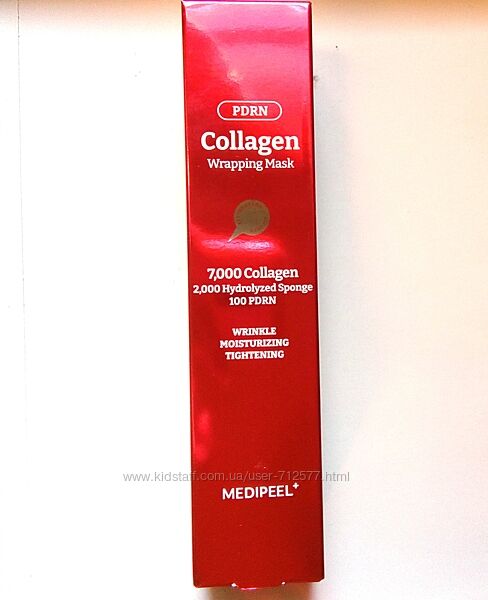 PDRN
Collagen
Wrapping Mask
7,000 Collagen
2,000 Hydrolyzed Sponge
100 PDRN
WRINKLE
MOISTURIZING
TIGHTENING
www.kidstaff.com.ua/user-712577.html
MEDIPEEL+